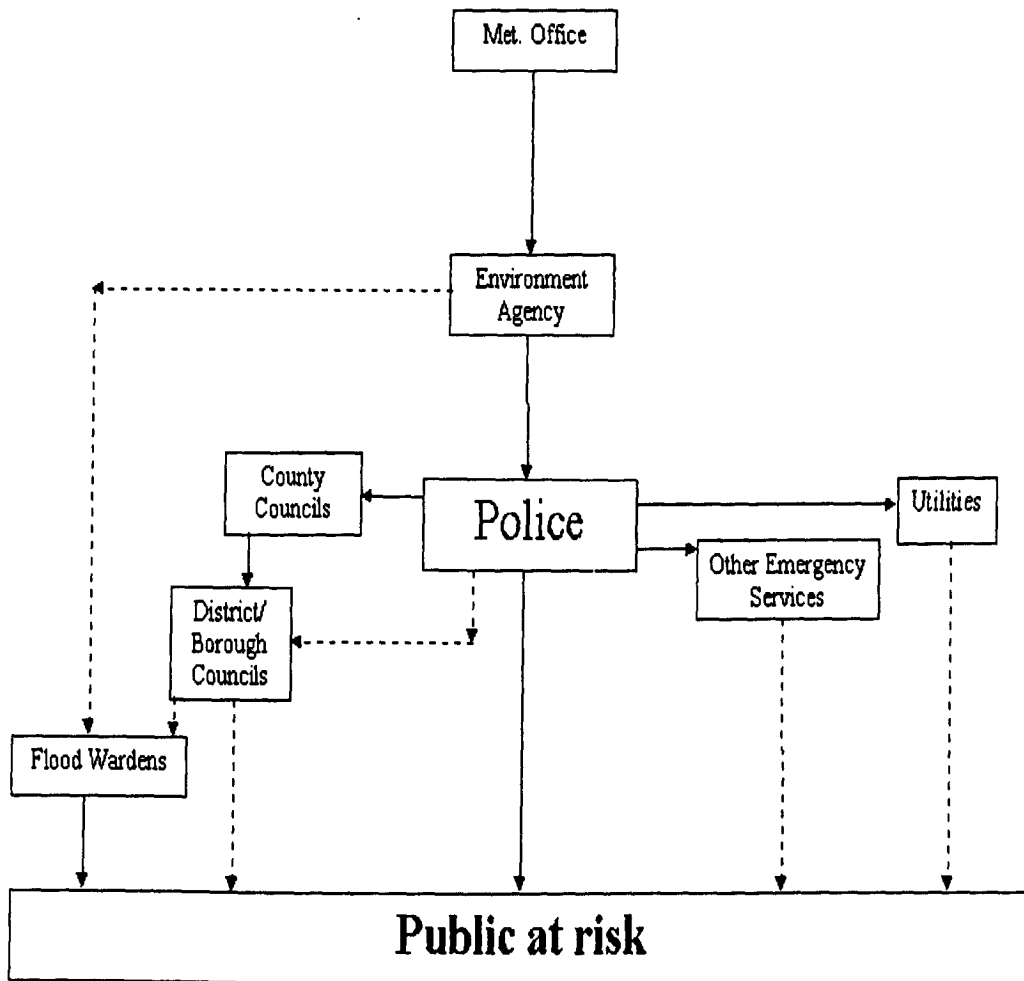 Met. Office
Environment
Agency
County
Councils
Police
Utilities
Other Emergency
Services
District/
Borough
Councils
Flood Wardens
Public at risk